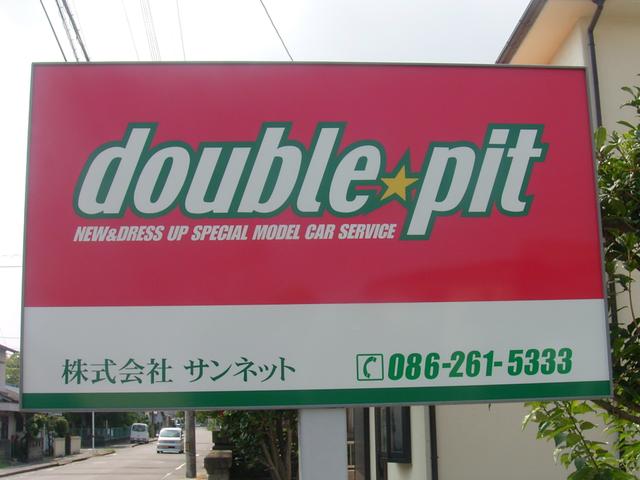 double★pit
NEW&DRESS UP SPECIAL MODEL CAR SERVICE
株式会社 サンネット
086-261-5333